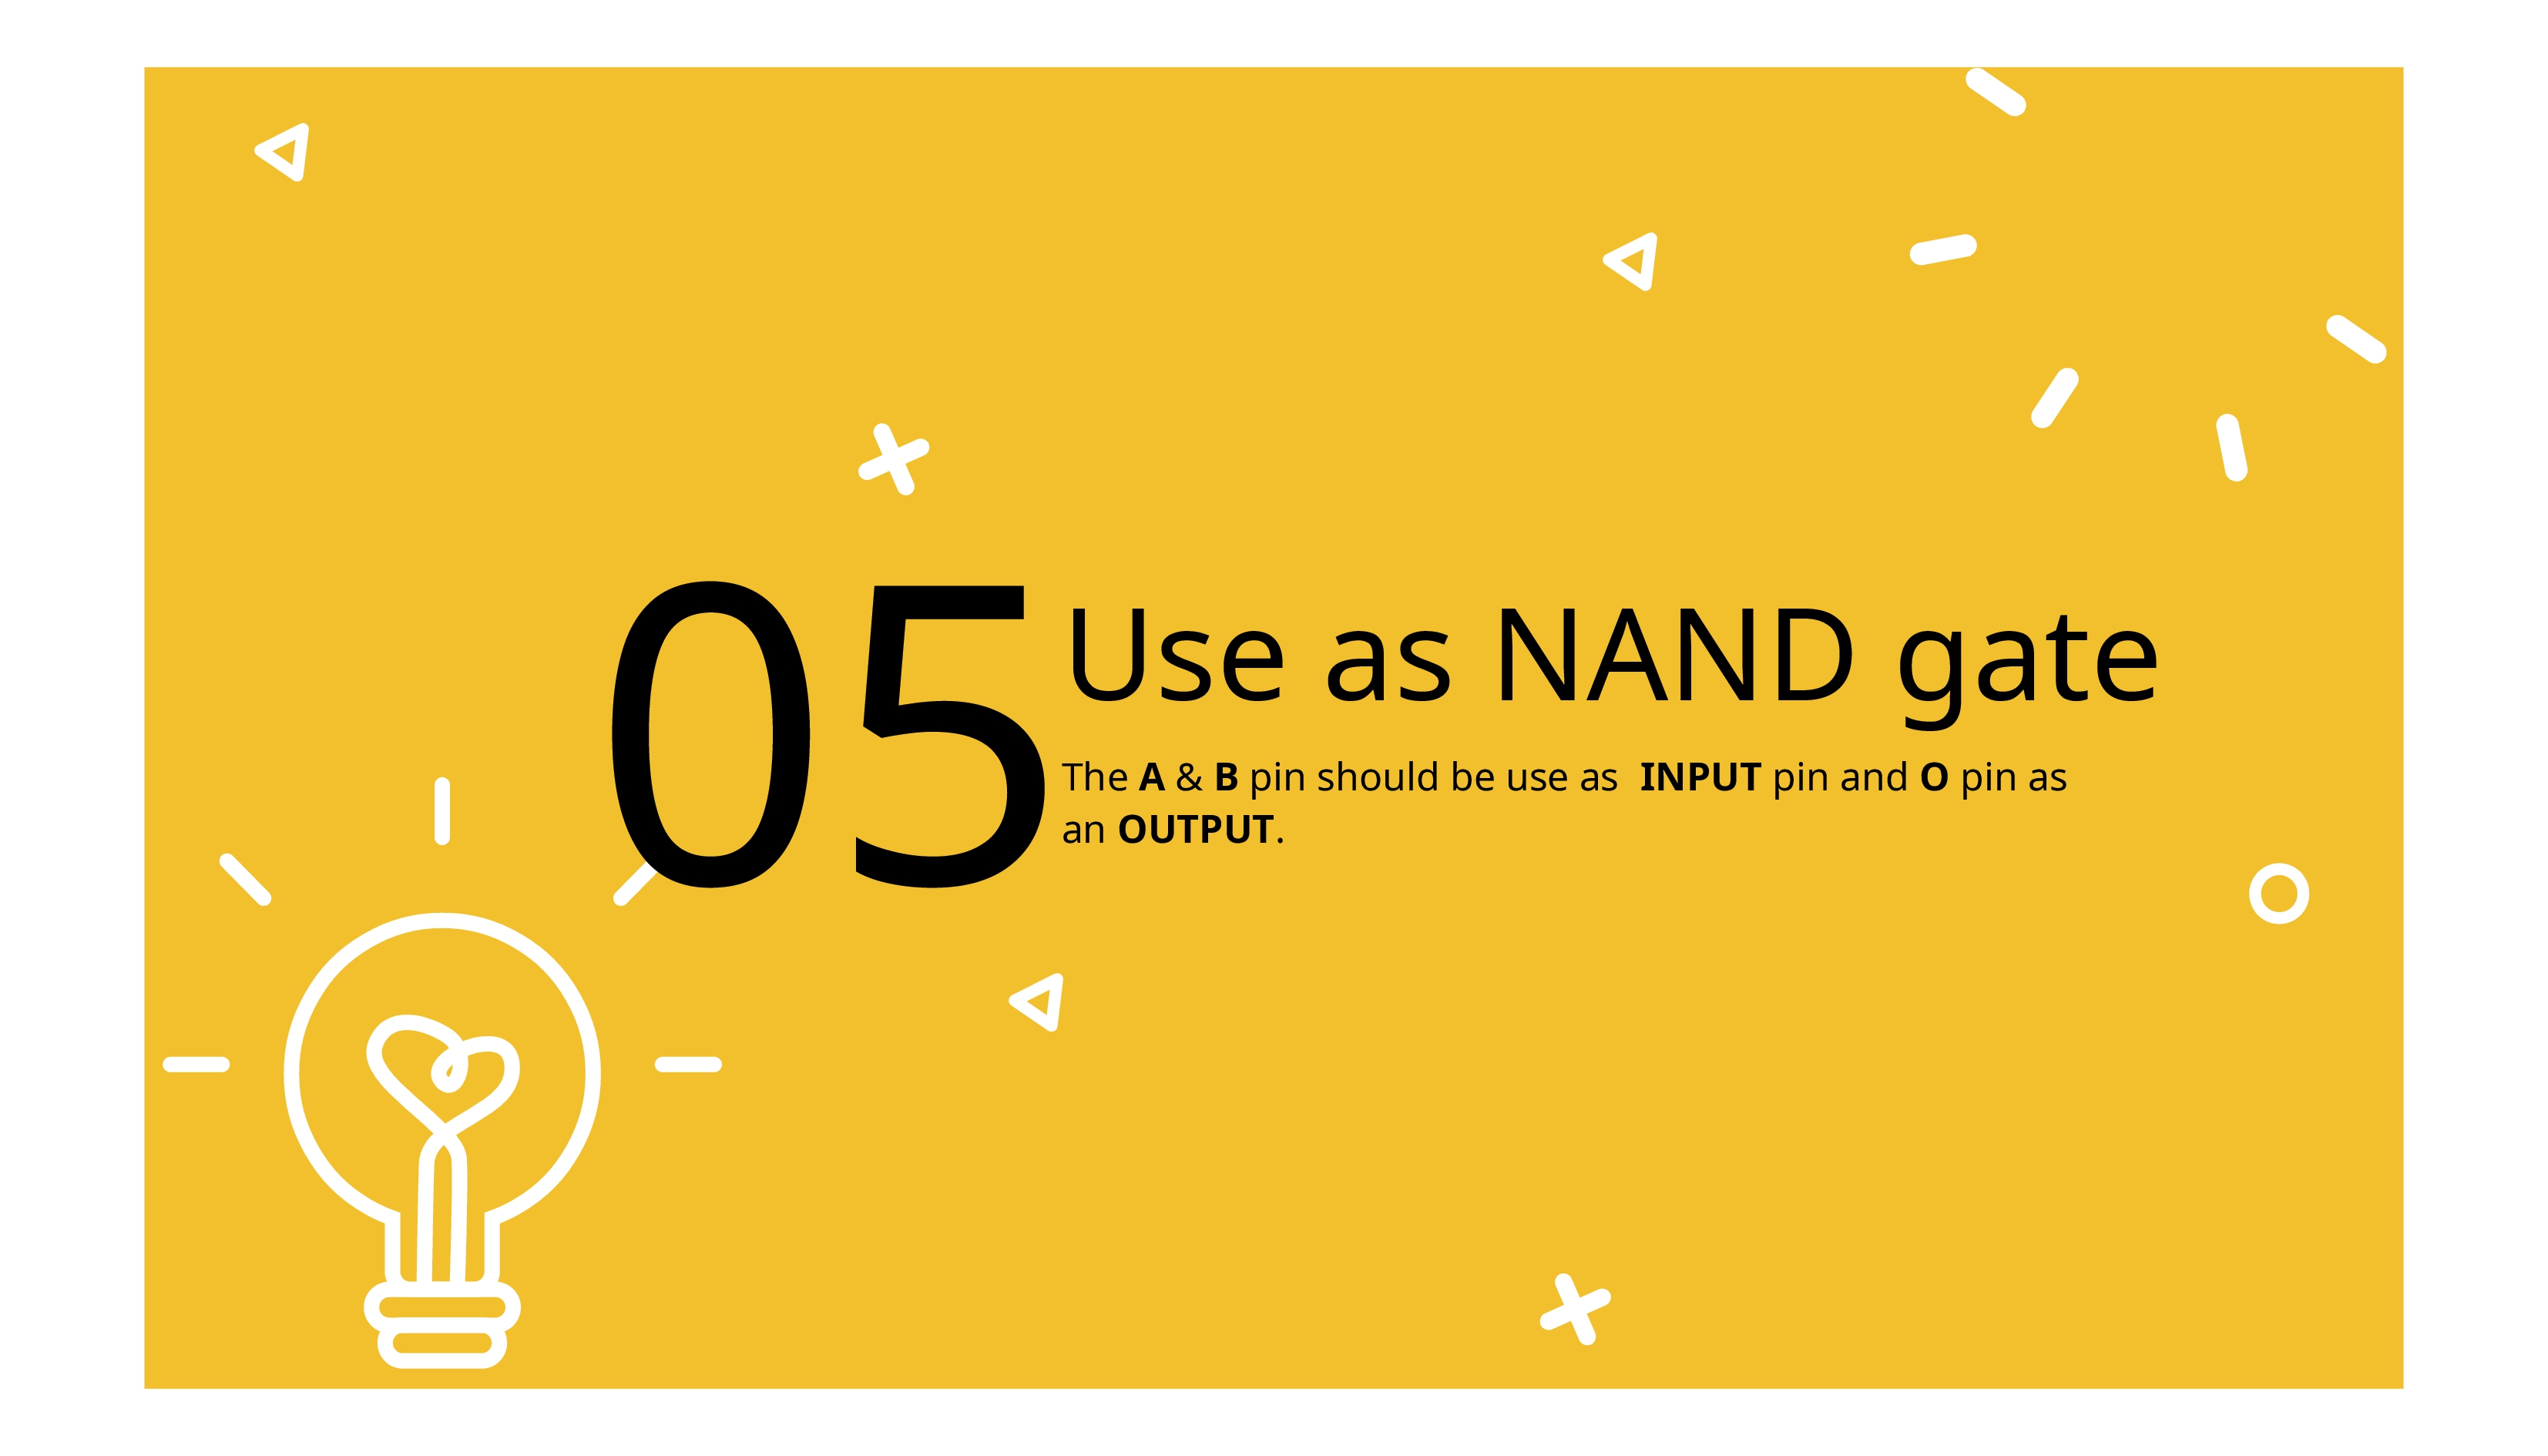 05
Use as NAND gate
The A & B pin should be use as  INPUT pin and O pin as
an OUTPUT.